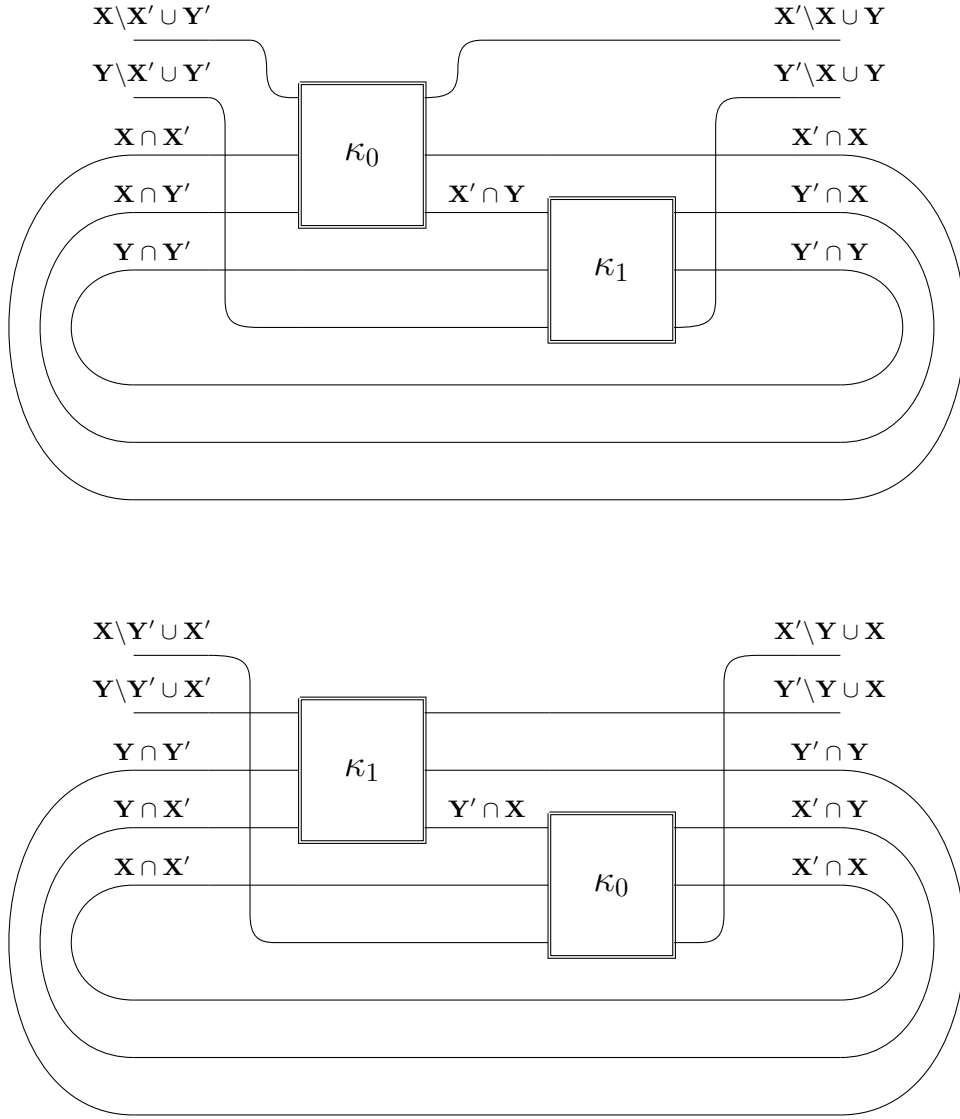 X\X′ ∪ Y′ X′\X ∪ Y
Y\X′ ∪ Y′ Y′\X ∪ Y
X ∩ X′ κ₀ X′ ∩ X
X ∩ Y′ X′ ∩ Y Y′ ∩ X
Y ∩ Y′ κ₁ Y′ ∩ Y
X\Y′ ∪ X′ X′\Y ∪ X
Y\Y′ ∪ X′ Y′\Y ∪ X
Y ∩ Y′ κ₁ Y′ ∩ Y
Y ∩ X′ Y′ ∩ X X′ ∩ Y
X ∩ X′ κ₀ X′ ∩ X